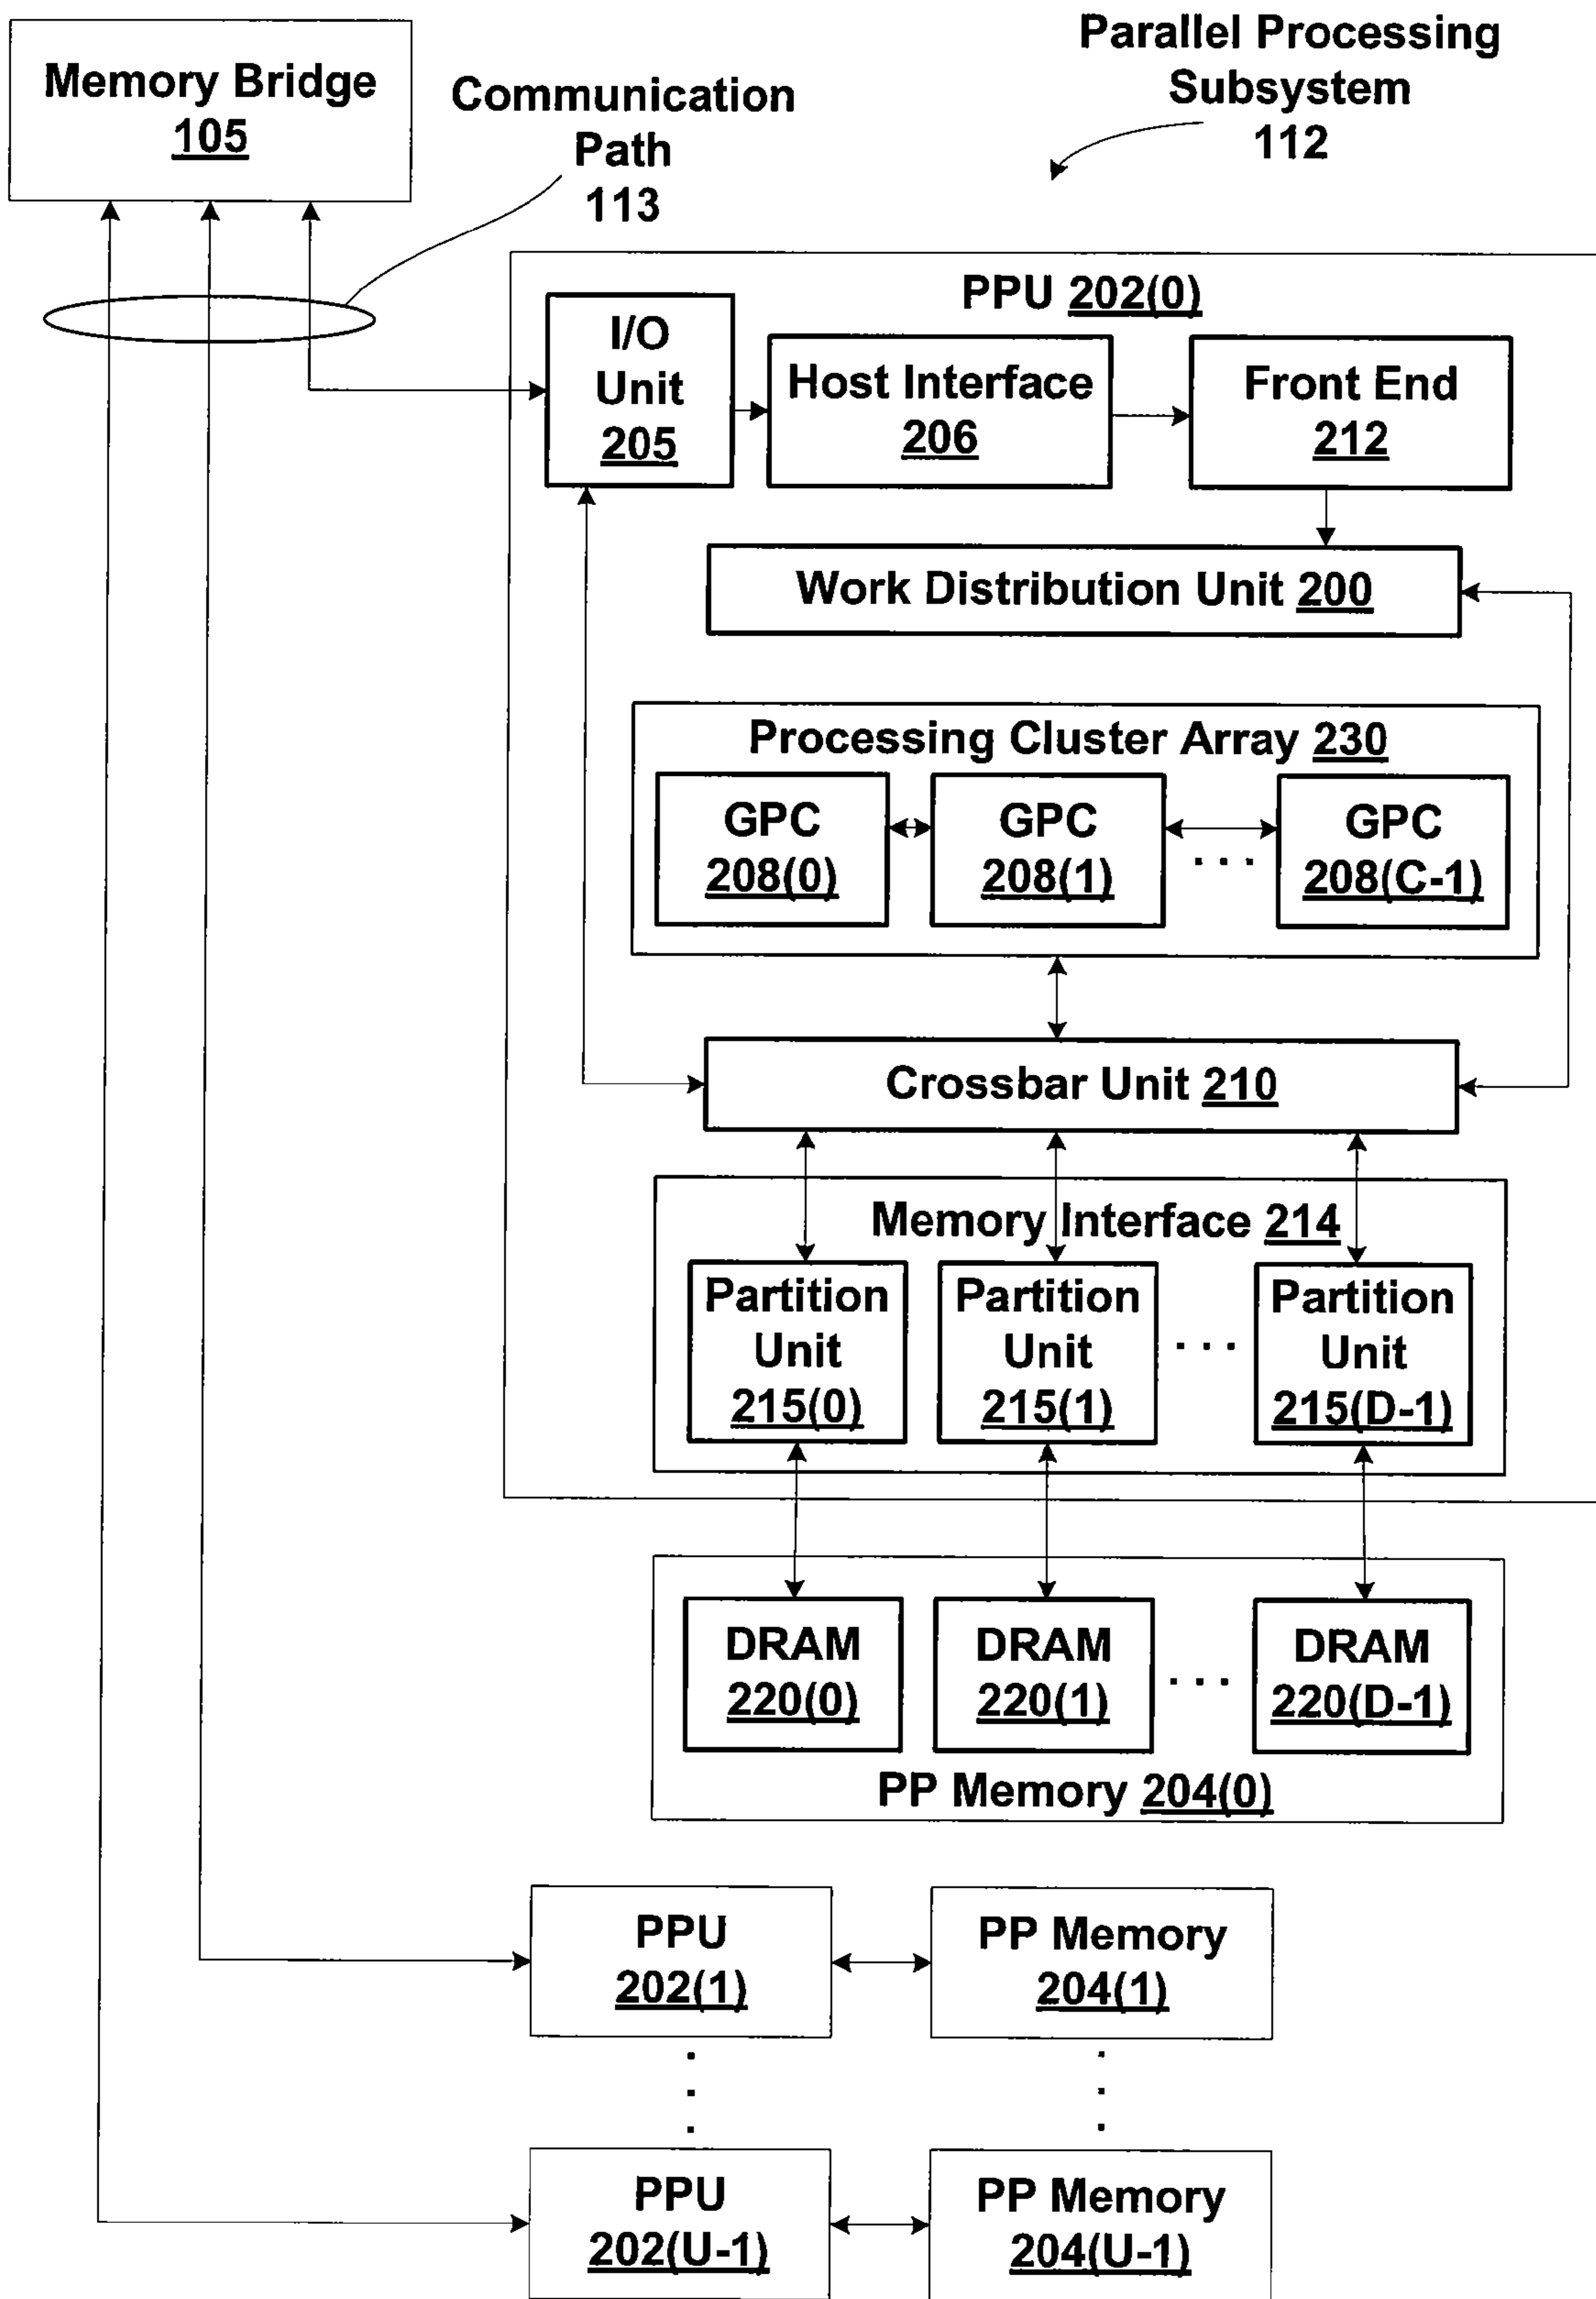 Memory Bridge
105
Communication
Path
113
Parallel Processing
Subsystem
112
PPU 202(0)
I/O
Unit
205
Host Interface
206
Front End
212
Work Distribution Unit 200
Processing Cluster Array 230
GPC
208(0)
GPC
208(1)
. . .
GPC
208(C-1)
Crossbar Unit 210
Memory Interface 214
Partition
Unit
215(0)
Partition
Unit
215(1)
. . .
Partition
Unit
215(D-1)
DRAM
220(0)
DRAM
220(1)
. . .
DRAM
220(D-1)
PP Memory 204(0)
PPU
202(1)
PP Memory
204(1)
PPU
202(U-1)
PP Memory
204(U-1)